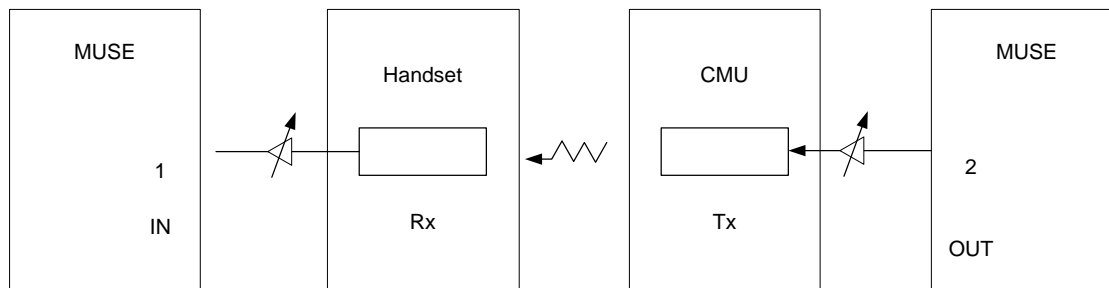 MUSE
1
IN
Handset
Rx
CMU
Tx
MUSE
2
OUT